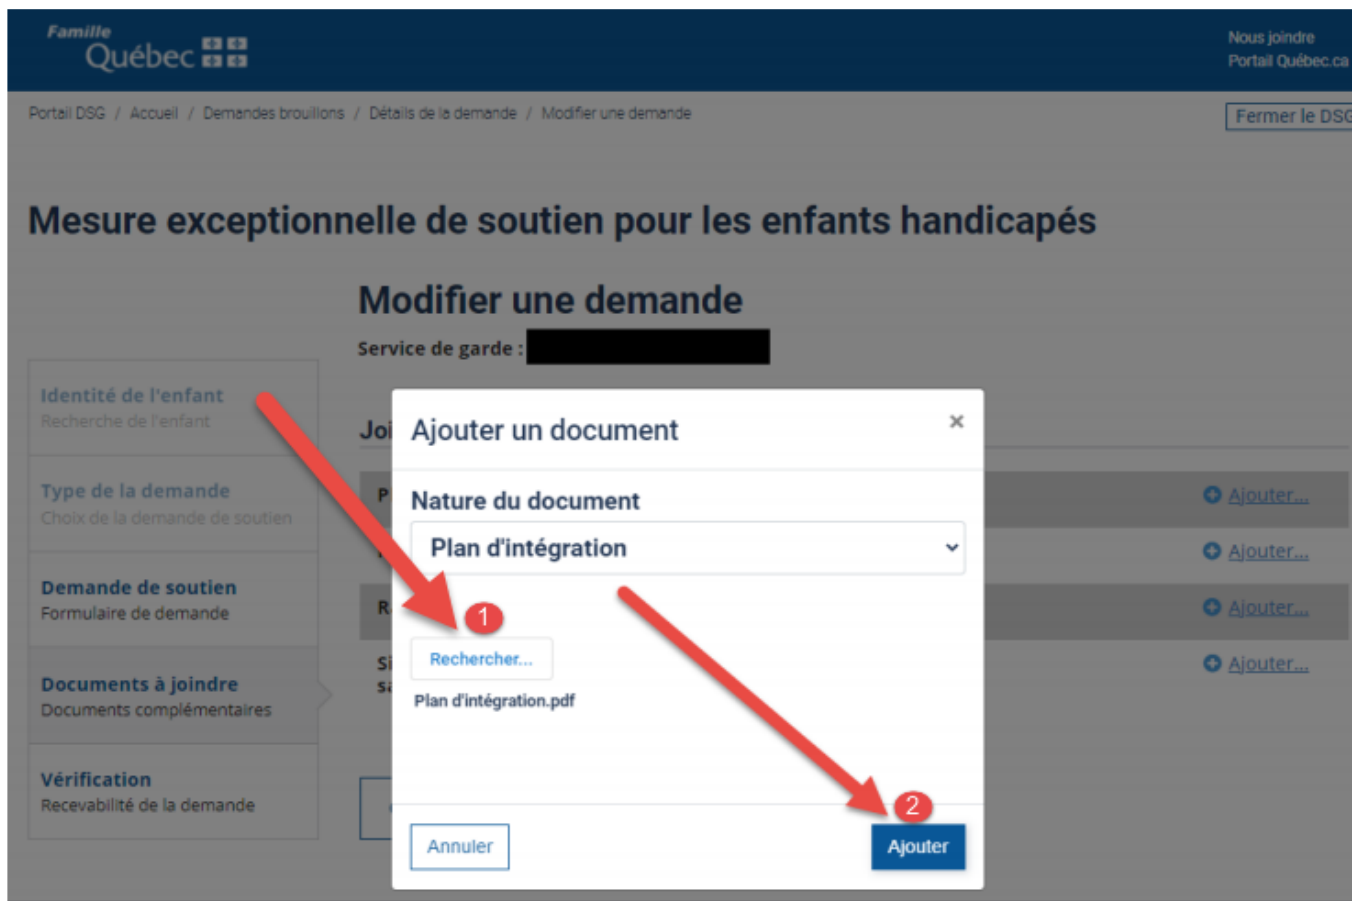 Famille
Québec
Nous joindre
Portail Québec.ca
Portail DSG / Accueil / Demandes brouillons / Détails de la demande / Modifier une demande
Fermer le DSG
Mesure exceptionnelle de soutien pour les enfants handicapés
Modifier une demande
Service de garde :
Identité de l'enfant
Recherche de l'enfant
Type de la demande
Choix de la demande de soutien
Demande de soutien
Formulaire de demande
Documents à joindre
Documents complémentaires
Vérification
Recevabilité de la demande
Joi
P
Ajouter...
Ajouter...
R
Ajouter...
Si
sa
Ajouter...
Ajouter un document
×
Nature du document
Plan d'intégration
1
Rechercher...
Plan d'intégration.pdf
2
Annuler
Ajouter